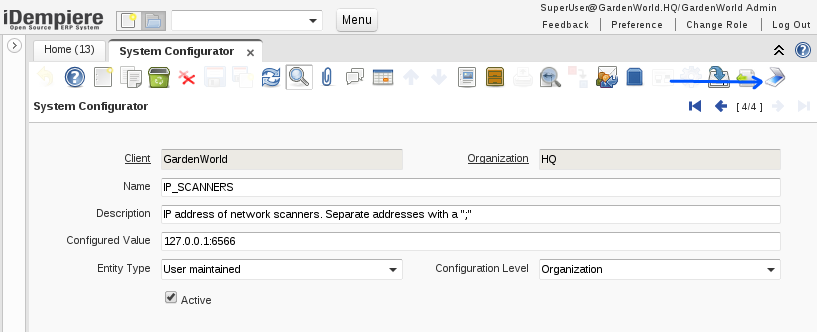 SuperUser@GardenWorld.HQ/GardenWorld Admin
iDempiere
Open Source ERP System
Menu
Feedback | Preference | Change Role | Log Out
Home (13)
System Configurator
System Configurator
[ 4/4 ]
Client GardenWorld Organization HQ
Name IP_SCANNERS
Description IP address of network scanners. Separate addresses with a ";"
Configured Value 127.0.0.1:6566
Entity Type User maintained Configuration Level Organization
Active